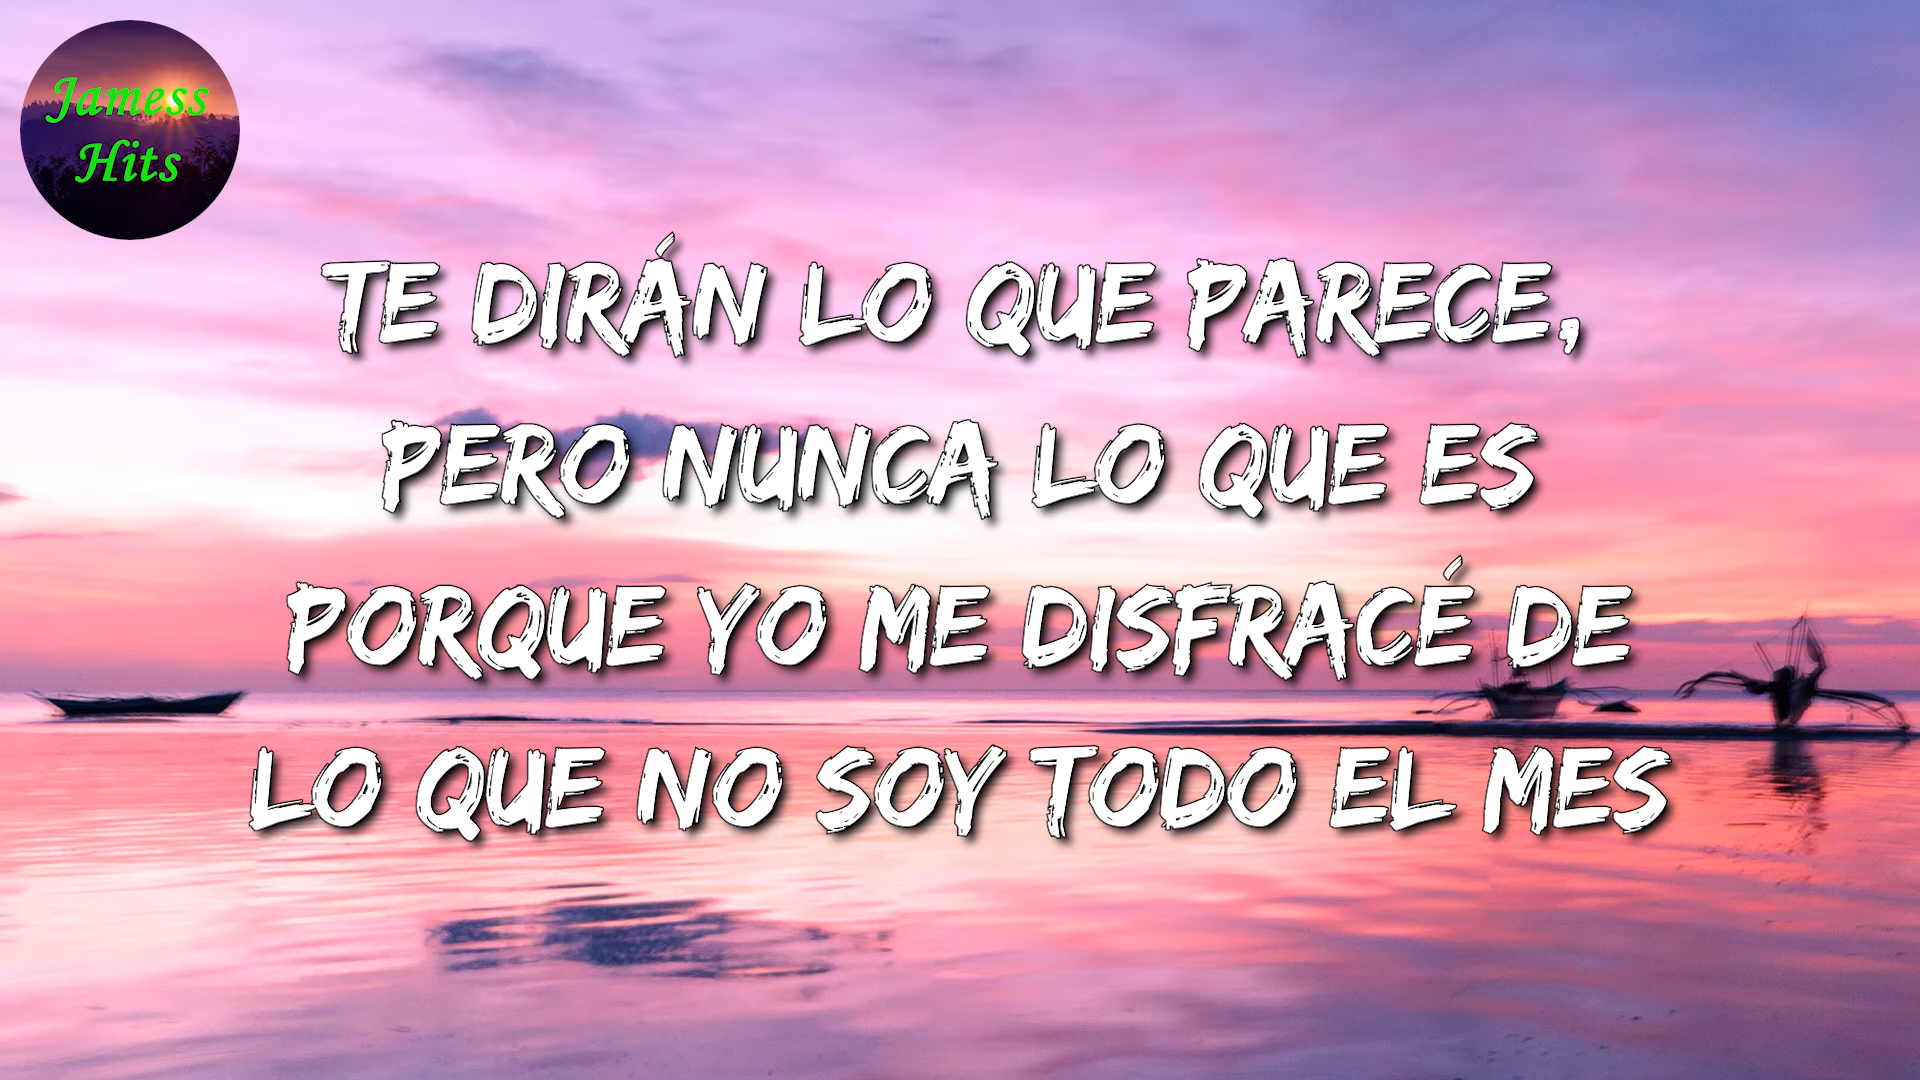 Jamess
Hits
TE DIRÁN LO QUE PARECE,
PERO NUNCA LO QUE ES
PORQUE YO ME DISFRACÉ DE
LO QUE NO SOY TODO EL MES